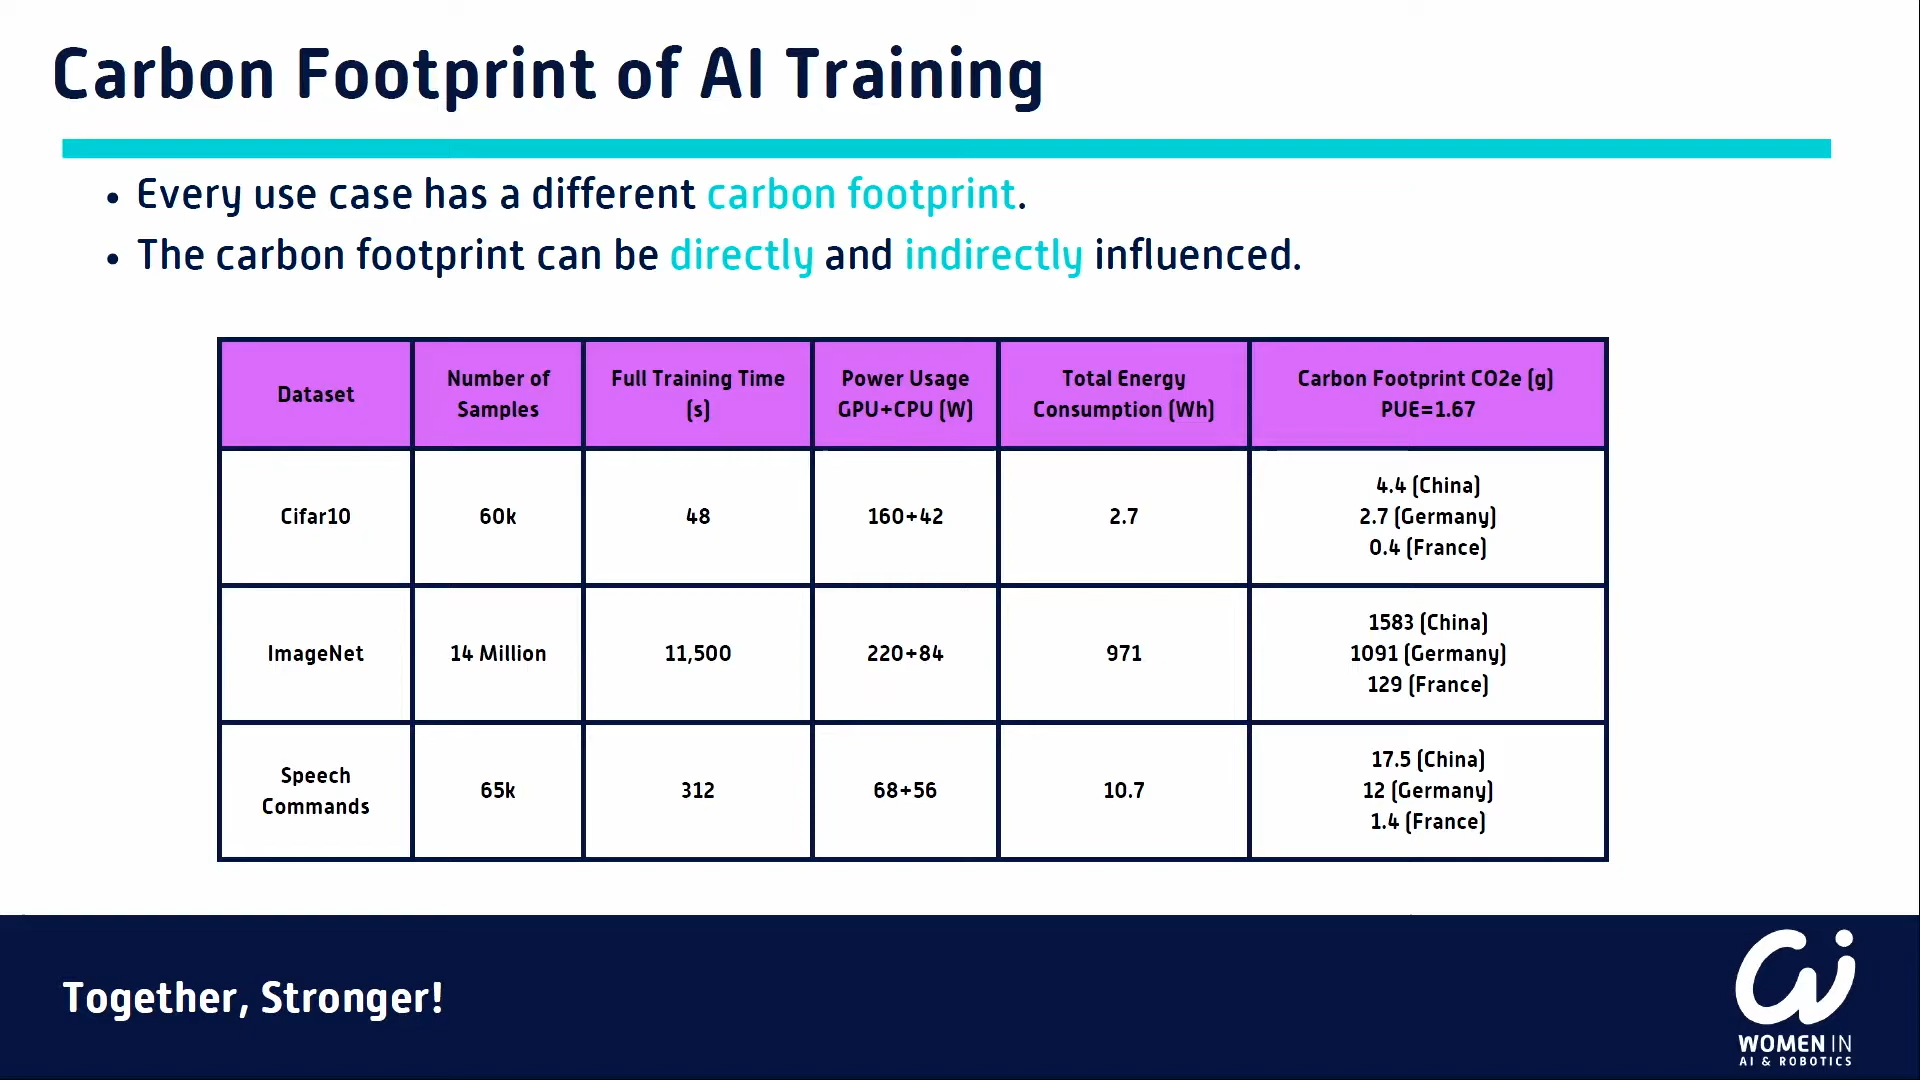 Carbon Footprint of AI Training
• Every use case has a different carbon footprint.
• The carbon footprint can be directly and indirectly influenced.
Dataset
Number of
Samples
Full Training Time
(s)
Power Usage
GPU+CPU (W)
Total Energy
Consumption (Wh)
Carbon Footprint CO2e (g)
PUE=1.67
Cifar10
60k
48
160+42
2.7
4.4 (China)
2.7 (Germany)
0.4 (France)
ImageNet
14 Million
11,500
220+84
971
1583 (China)
1091 (Germany)
129 (France)
Speech
Commands
65k
312
68+56
10.7
17.5 (China)
12 (Germany)
1.4 (France)
Together, Stronger!
WOMEN IN
AI & ROBOTICS